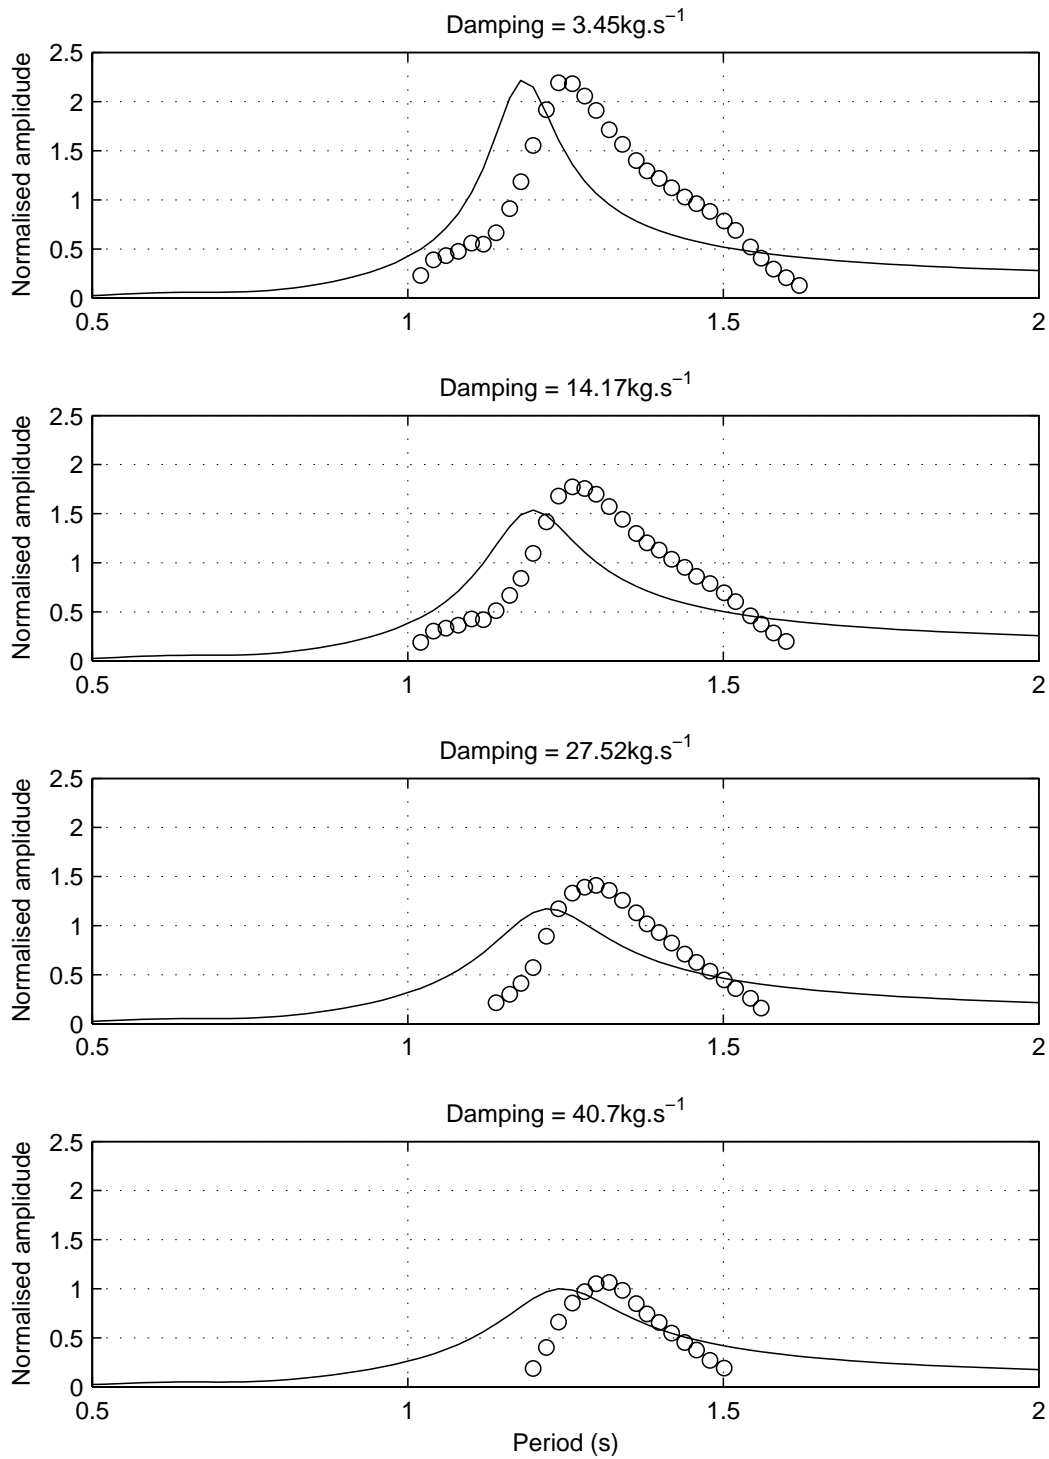 Damping = 3.45kg.s⁻¹
Normalised amplidude
2.5
2
1.5
1
0.5
0
0.5 1 1.5 2
Damping = 14.17kg.s⁻¹
Normalised amplidude
2.5
2
1.5
1
0.5
0
0.5 1 1.5 2
Damping = 27.52kg.s⁻¹
Normalised amplidude
2.5
2
1.5
1
0.5
0
0.5 1 1.5 2
Damping = 40.7kg.s⁻¹
Normalised amplidude
2.5
2
1.5
1
0.5
0
0.5 1 1.5 2
Period (s)